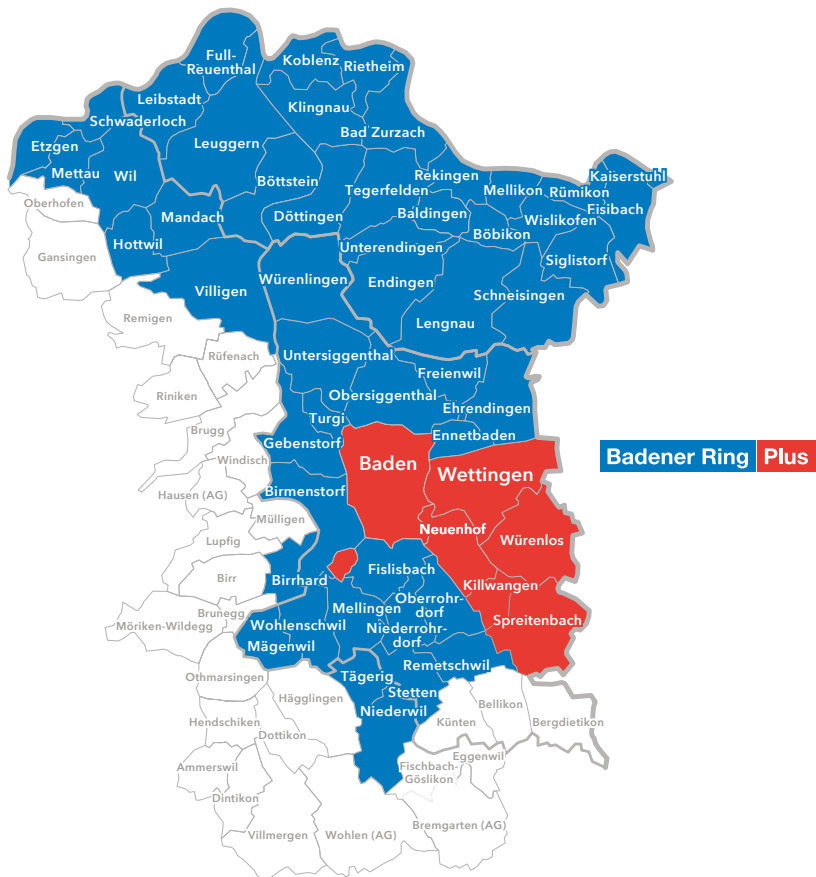 Full-
Reuenthal
Koblenz
Rietheim
Leibstadt
Klingnau
Schwaderloch
Bad Zurzach
Etzgen
Leuggern
Mettau
Wil
Böttstein
Rekingen
Kaiserstuhl
Tegerfelden
Mellikon
Rümikon
Oberhofen
Mandach
Döttingen
Baldingen
Wislikofen
Fisibach
Böbikon
Hottwil
Unterendingen
Gansingen
Siglistorf
Villigen
Würenlingen
Endingen
Schneisingen
Remigen
Lengnau
Rüfenach
Untersiggenthal
Freienwil
Riniken
Obersiggenthal
Ehrendingen
Turgi
Brugg
Gebenstorf
Ennetbaden
Badener Ring Plus
Windisch
Baden
Wettingen
Hausen (AG)
Birmenstorf
Mülligen
Neuenhof
Lupfig
Würenlos
Birr
Birrhard
Fislisbach
Killwangen
Brunegg
Mellingen
Oberrohr-
dorf
Möriken-Wildegg
Wohlenschwil
Niederrohr-
dorf
Spreitenbach
Mägenwil
Othmarsingen
Tägerig
Remetschwil
Hägglingen
Stetten
Bellikon
Hendschiken
Niederwil
Künten
Bergdietikon
Dottikon
Ammerswil
Fischbach-
Göslikon
Eggenwil
Dintikon
Villmergen
Wohlen (AG)
Bremgarten (AG)